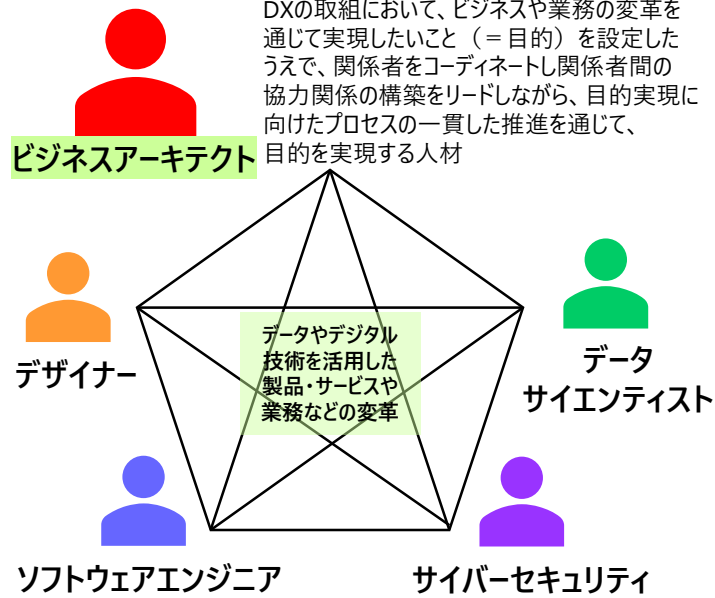 DXの取組において、ビジネスや業務の変革を
通じて実現したいこと（＝目的）を設定した
うえで、関係者をコーディネートし関係者間の
協力関係の構築をリードしながら、目的実現に
向けたプロセスの一貫した推進を通じて、
目的を実現する人材
ビジネスアーキテクト
データやデジタル
技術を活用した
製品・サービスや
業務などの変革
デザイナー
データ
サイエンティスト
ソフトウェアエンジニア
サイバーセキュリティ